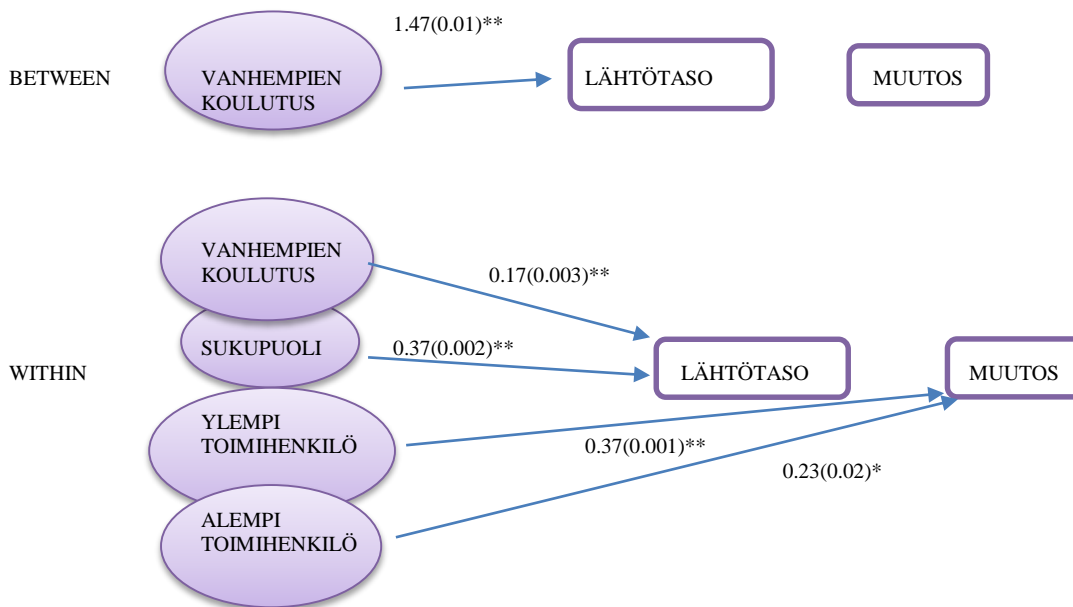 1.47(0.01)**
BETWEEN
VANHEMPIEN
KOULUTUS
LÄHTÖTASO
MUUTOS
VANHEMPIEN
KOULUTUS
0.17(0.003)**
SUKUPUOLI
0.37(0.002)**
WITHIN
LÄHTÖTASO
MUUTOS
YLEMPI
TOIMIHENKILÖ
0.37(0.001)**
0.23(0.02)*
ALEMPI
TOIMIHENKILÖ